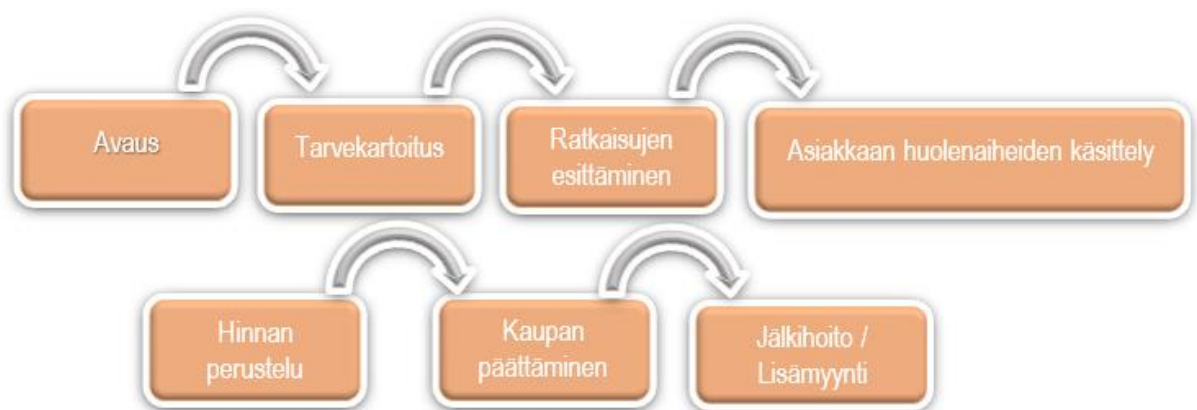 Avaus
Tarvekartoitus
Ratkaisujen
esittäminen
Asiakkaan huolenaiheiden käsittely
Hinnan
perustelu
Kaupan
päättäminen
Jälkihoito /
Lisämyynti